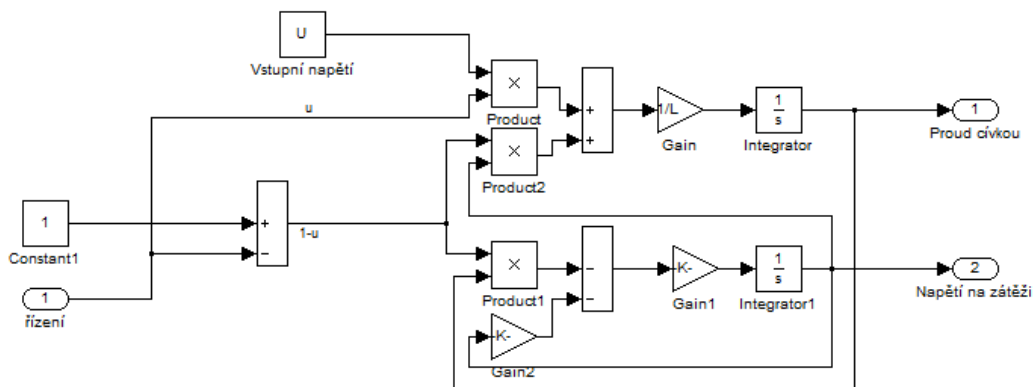 U
Vstupní napětí
u
×
Product
+
+
1/L
Gain
1
s
Integrator
1
Proud cívkou
×
Product2
1
Constant1
+
−
1-u
1
řízení
×
Product1
−
−
-K-
Gain1
1
s
Integrator1
2
Napětí na zátěži
-K-
Gain2